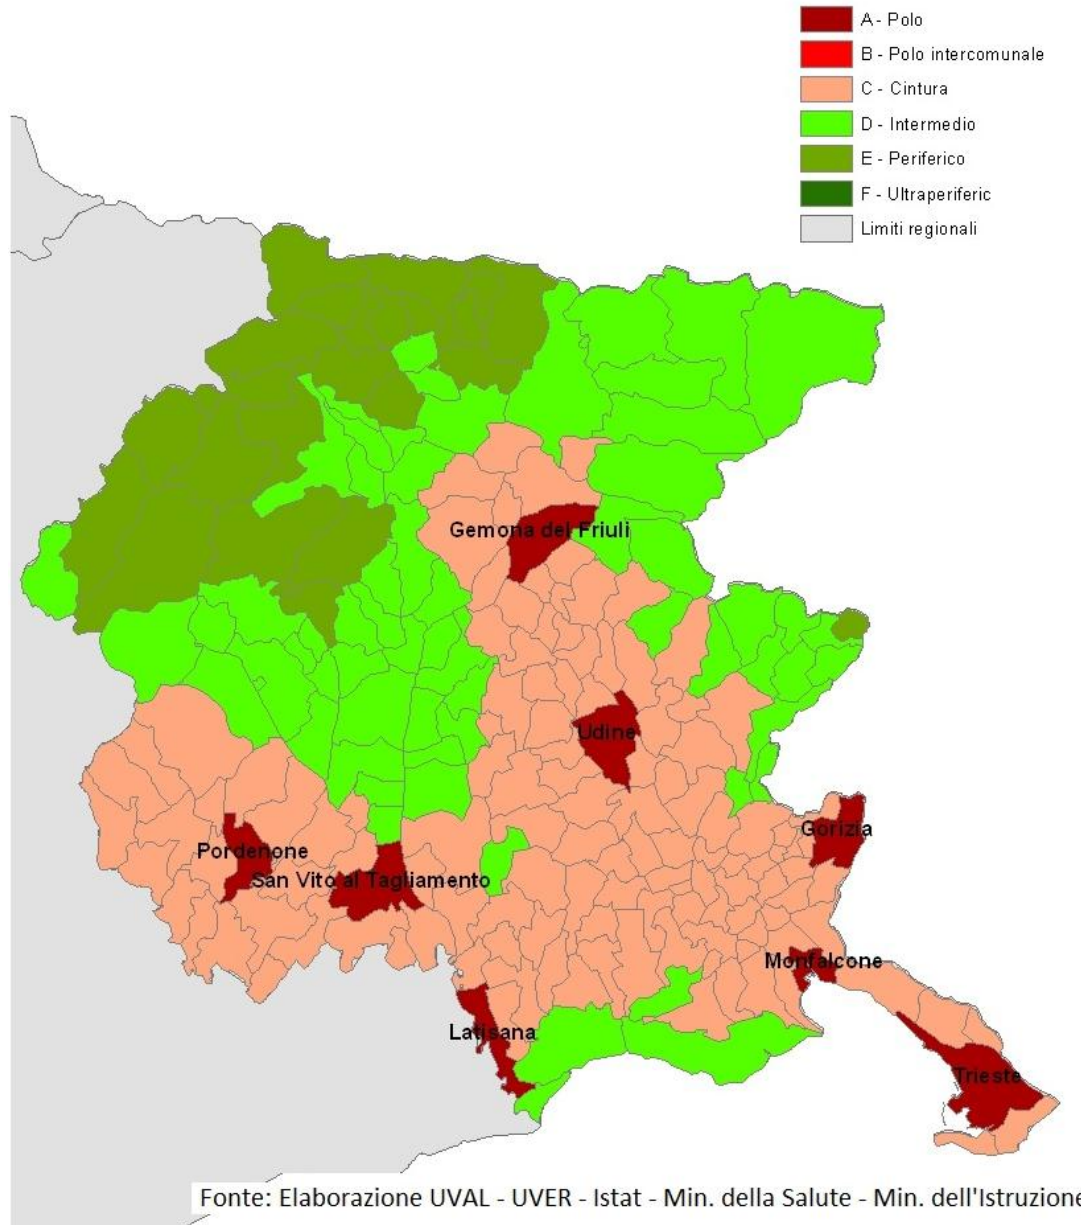 A - Polo
B - Polo intercomunale
C - Cintura
D - Intermedio
E - Periferico
F - Ultraperiferic
Limiti regionali
Gemona del Friuli
Udine
Gorizia
Pordenone
San Vito al Tagliamento
Monfalcone
Latisana
Trieste
Fonte: Elaborazione UVAL - UVER - Istat - Min. della Salute - Min. dell'Istruzione